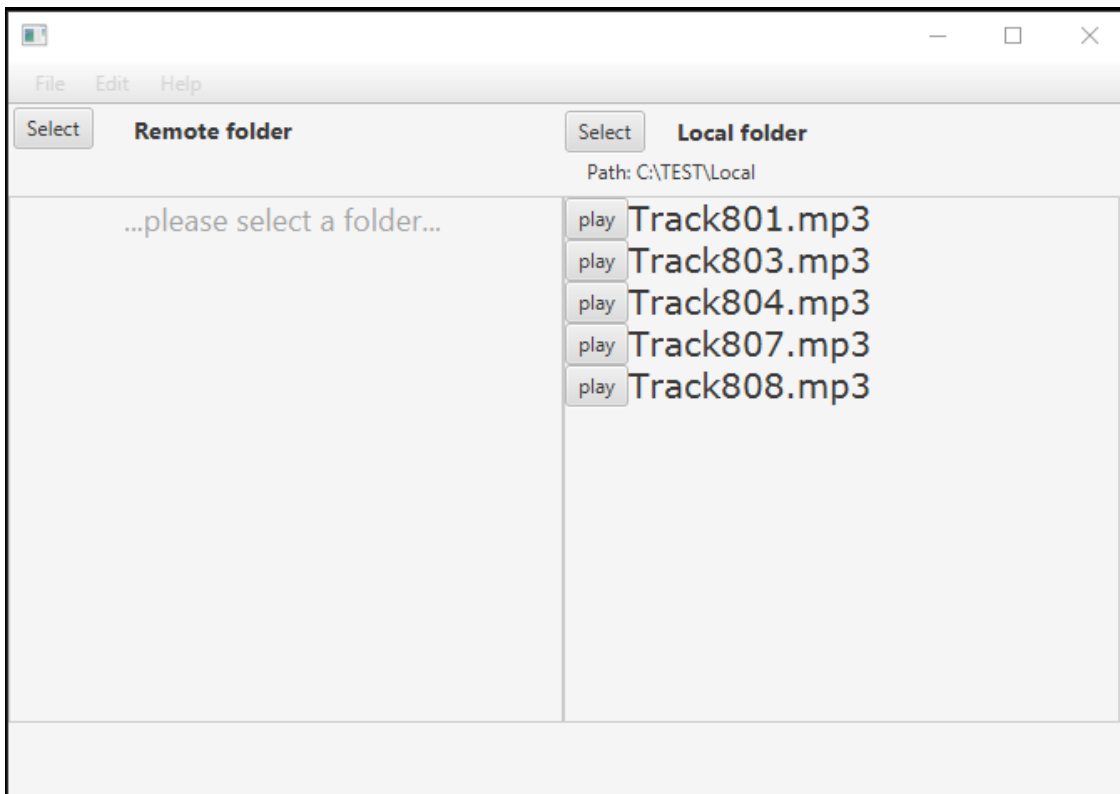 File Edit Help
Select Remote folder
Select Local folder
Path: C:\TEST\Local
...please select a folder...
play Track801.mp3
play Track803.mp3
play Track804.mp3
play Track807.mp3
play Track808.mp3